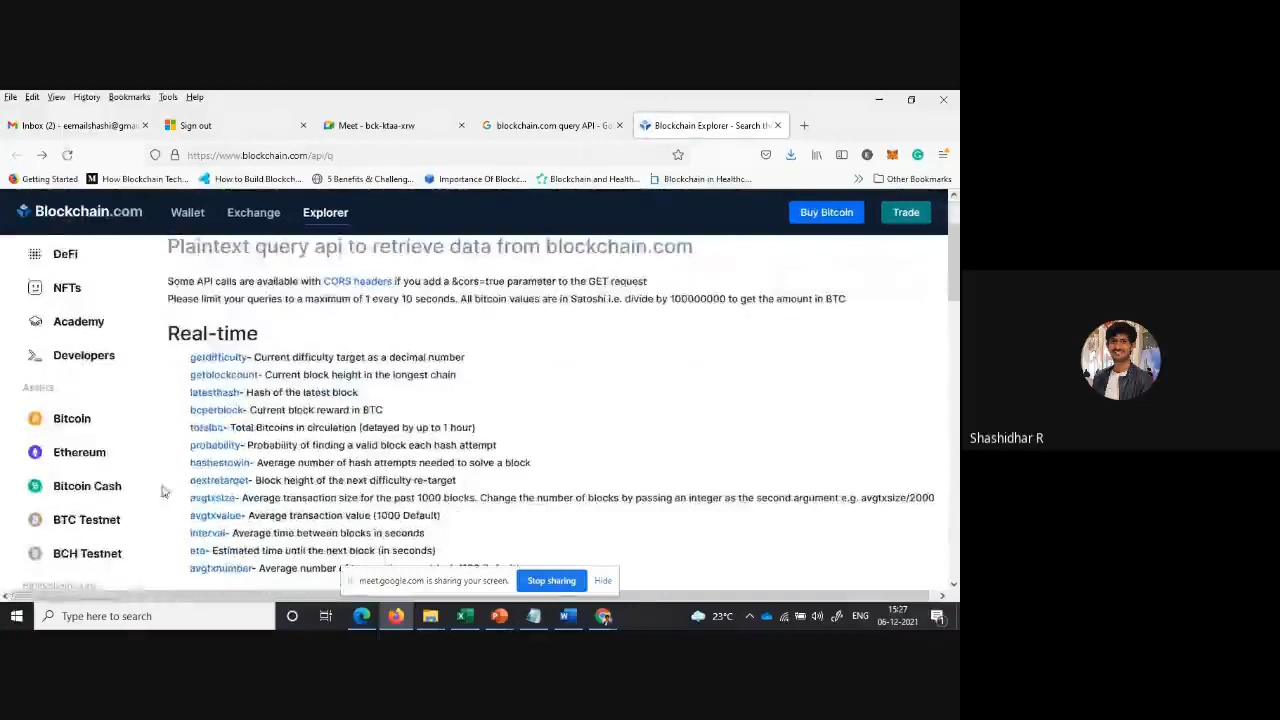 File Edit View History Bookmarks Tools Help
Inbox (2) - eemailshashi@gmai
Sign out
Meet - bck-ktaa-xrw
blockchain.com query API - Go
Blockchain Explorer - Search th
https://www.blockchain.com/api/q
Getting Started
How Blockchain Tech...
How to Build Blockch...
5 Benefits & Challeng...
Importance Of Blockc...
Blockchain and Health...
Blockchain in Healthc...
Other Bookmarks
Blockchain.com Wallet Exchange Explorer Buy Bitcoin Trade
DeFi
NFTs
Academy
Developers
Assets
Bitcoin
Ethereum
Bitcoin Cash
BTC Testnet
BCH Testnet
Plaintext query api to retrieve data from blockchain.com
Some API calls are available with CORS headers if you add a &cors=true parameter to the GET request
Please limit your queries to a maximum of 1 every 10 seconds. All bitcoin values are in Satoshi i.e. divide by 100000000 to get the amount in BTC
Real-time
getdifficulty- Current difficulty target as a decimal number
getblockcount- Current block height in the longest chain
latesthash- Hash of the latest block
bcperblock- Current block reward in BTC
totalbc- Total Bitcoins in circulation (delayed by up to 1 hour)
probability- Probability of finding a valid block each hash attempt
hashestowin- Average number of hash attempts needed to solve a block
nextretarget- Block height of the next difficulty re-target
avgtxsize- Average transaction size for the past 1000 blocks. Change the number of blocks by passing an integer as the second argument e.g. avgtxsize/2000
avgtxvalue- Average transaction value (1000 Default)
interval- Average time between blocks in seconds
eta- Estimated time until the next block (in seconds)
avgtxnumber- Average number
meet.google.com is sharing your screen. Stop sharing Hide
Type here to search
23°C
ENG
15:27
06-12-2021
Shashidhar R